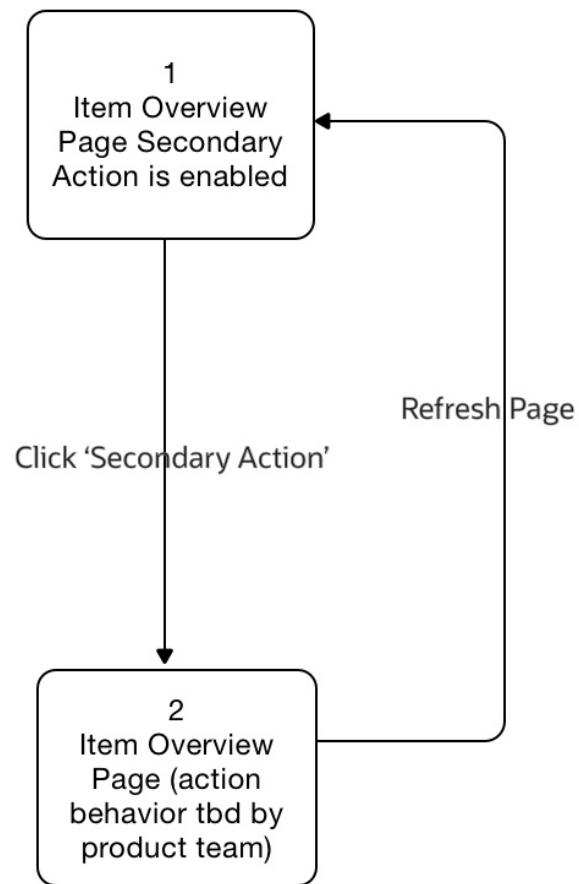 1
Item Overview
Page Secondary
Action is enabled
Refresh Page
Click ‘Secondary Action’
2
Item Overview
Page (action
behavior tbd by
product team)